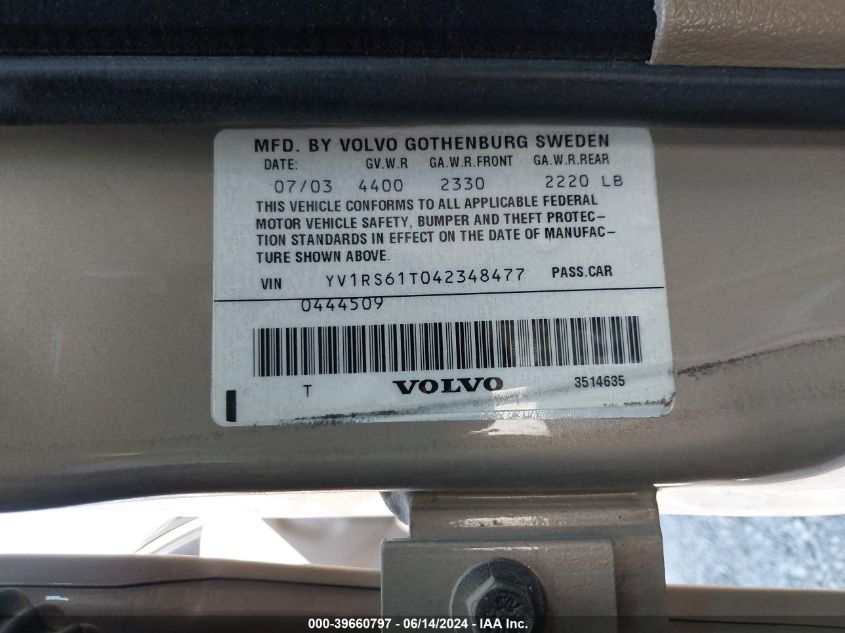 MFD. BY VOLVO GOTHENBURG SWEDEN
DATE: GV.W.R GA.W.R.FRONT GA.W.R.REAR
07/03 4400 2330 2220 LB
THIS VEHICLE CONFORMS TO ALL APPLICABLE FEDERAL
MOTOR VEHICLE SAFETY, BUMPER AND THEFT PROTEC–
TION STANDARDS IN EFFECT ON THE DATE OF MANUFAC–
TURE SHOWN ABOVE.
VIN YV1RS61T042348477 PASS.CAR
0444509
T VOLVO 3514635
000-39660797 - 06/14/2024 - IAA Inc.